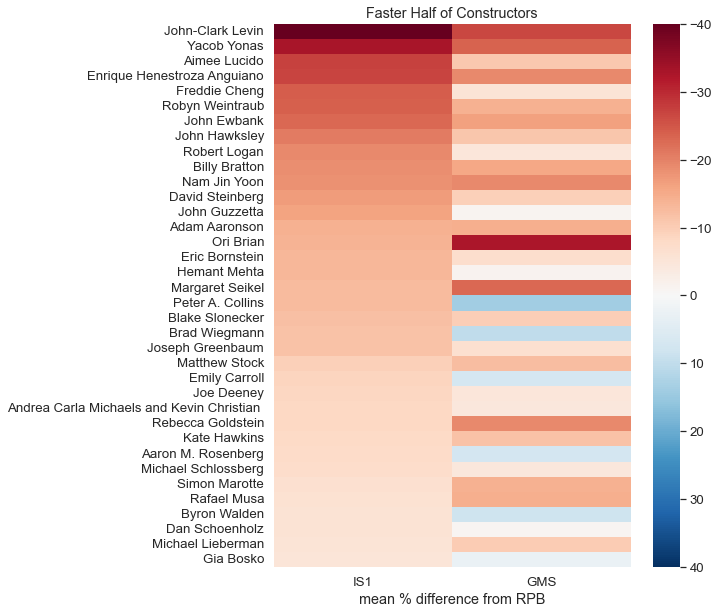 Faster Half of Constructors
John-Clark Levin
Yacob Yonas
Aimee Lucido
Enrique Henestroza Anguiano
Freddie Cheng
Robyn Weintraub
John Ewbank
John Hawksley
Robert Logan
Billy Bratton
Nam Jin Yoon
David Steinberg
John Guzzetta
Adam Aaronson
Ori Brian
Eric Bornstein
Hemant Mehta
Margaret Seikel
Peter A. Collins
Blake Slonecker
Brad Wiegmann
Joseph Greenbaum
Matthew Stock
Emily Carroll
Joe Deeney
Andrea Carla Michaels and Kevin Christian
Rebecca Goldstein
Kate Hawkins
Aaron M. Rosenberg
Michael Schlossberg
Simon Marotte
Rafael Musa
Byron Walden
Dan Schoenholz
Michael Lieberman
Gia Bosko
IS1 GMS
mean % difference from RPB
−40
−30
−20
−10
0
10
20
30
40